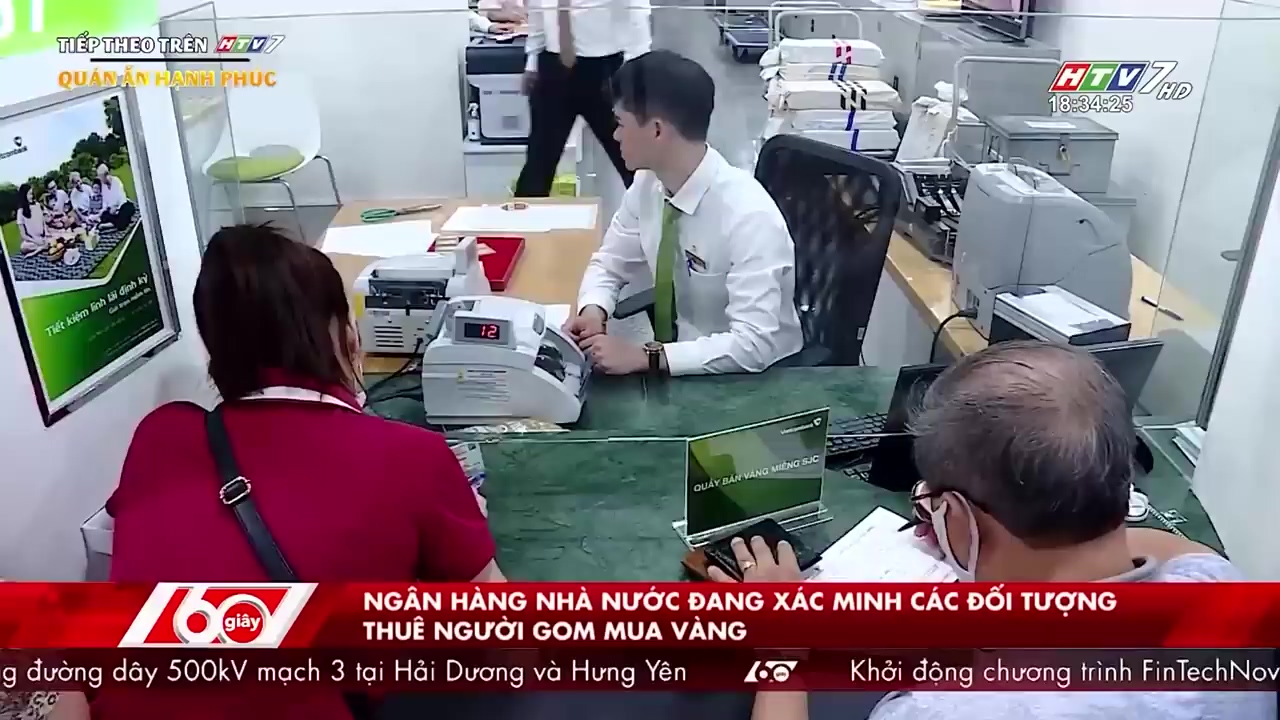 TIẾP THEO TRÊN HTV7
QUÁN ĂN HẠNH PHÚC
HTV7 HD
18:34:25
Tiết kiệm lĩnh lãi định kỳ
12
QUẦY BÁN VÀNG MIẾNG SJC
60 giây
NGÂN HÀNG NHÀ NƯỚC ĐANG XÁC MINH CÁC ĐỐI TƯỢNG
THUÊ NGƯỜI GOM MUA VÀNG
g đường dây 500kV mạch 3 tại Hải Dương và Hưng Yên 60 giây Khởi động chương trình FinTechNov